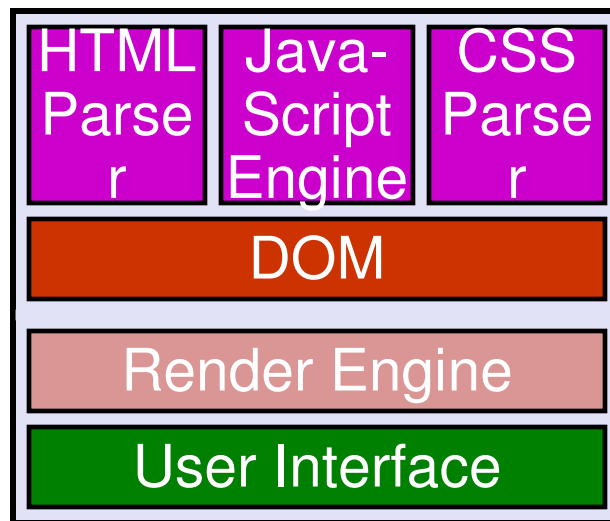 HTML
Parse
r
Java-
Script
Engine
CSS
Parse
r
DOM
Render Engine
User Interface